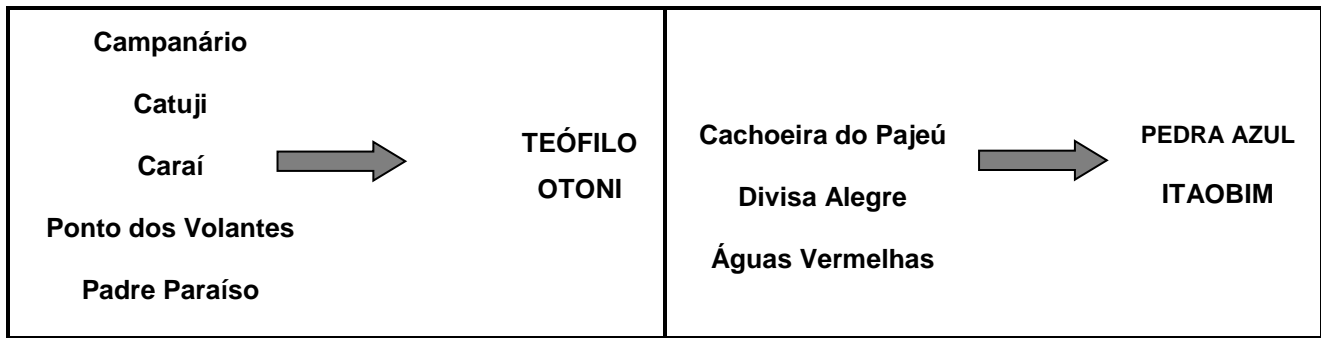 Campanário
Catuji
Caraí
Ponto dos Volantes
Padre Paraíso
TEÓFILO
OTONI
Cachoeira do Pajeú
Divisa Alegre
Águas Vermelhas
PEDRA AZUL
ITAOBIM